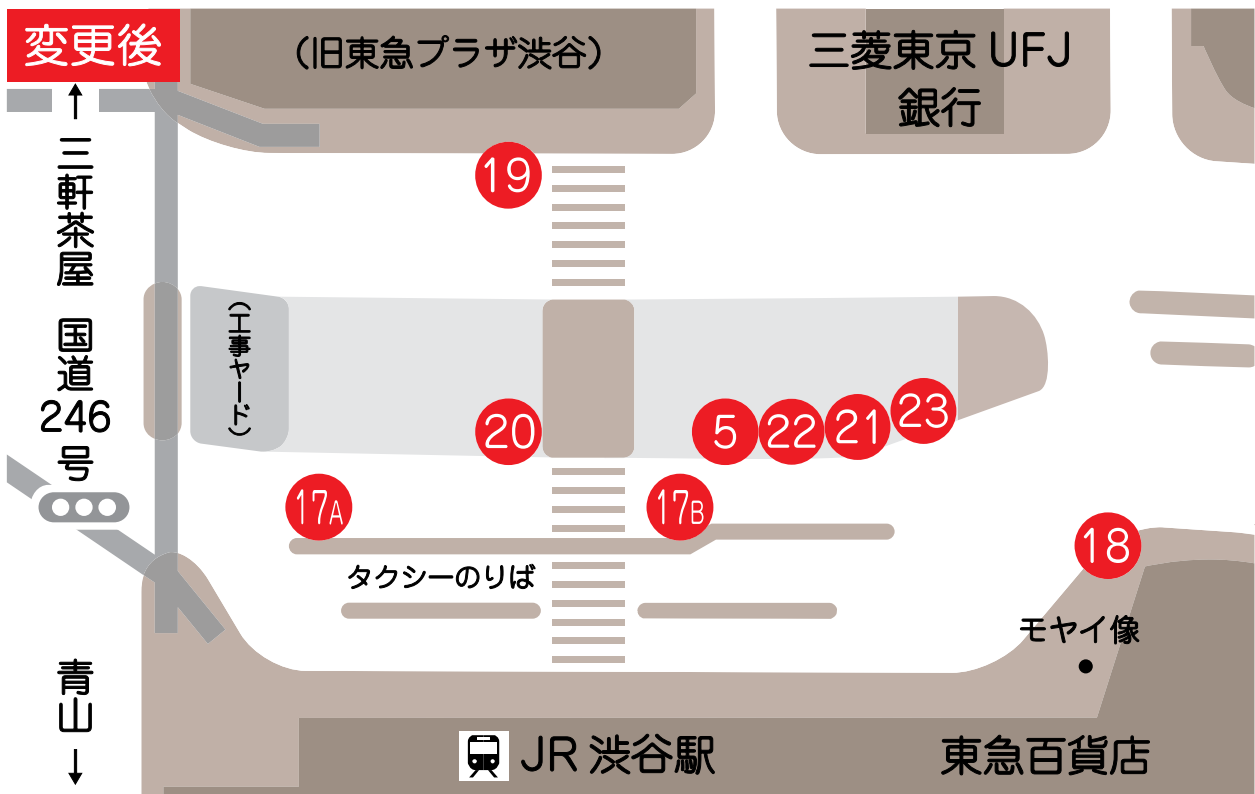 変更後
(旧東急プラザ渋谷)
三菱東京 UFJ
銀行
三軒茶屋 国道
246
号
19
(工事ヤード)
20
5
22
21
23
17A
17B
18
タクシーのりば
モヤイ像
青山
JR 渋谷駅
東急百貨店